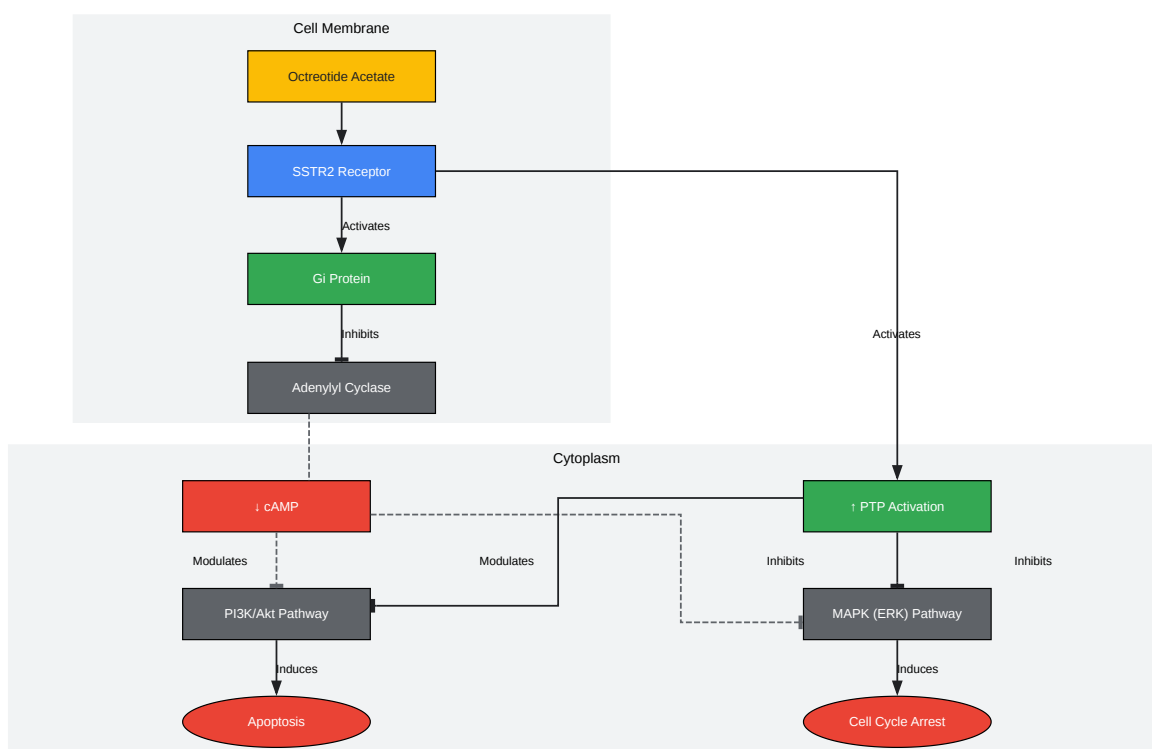 Cell Membrane
Octreotide Acetate
SSTR2 Receptor
Activates
Gi Protein
Inhibits
Activates
Adenylyl Cyclase
Cytoplasm
↓ cAMP
↑ PTP Activation
Modulates
Modulates
Inhibits
Inhibits
PI3K/Akt Pathway
MAPK (ERK) Pathway
Induces
Induces
Apoptosis
Cell Cycle Arrest